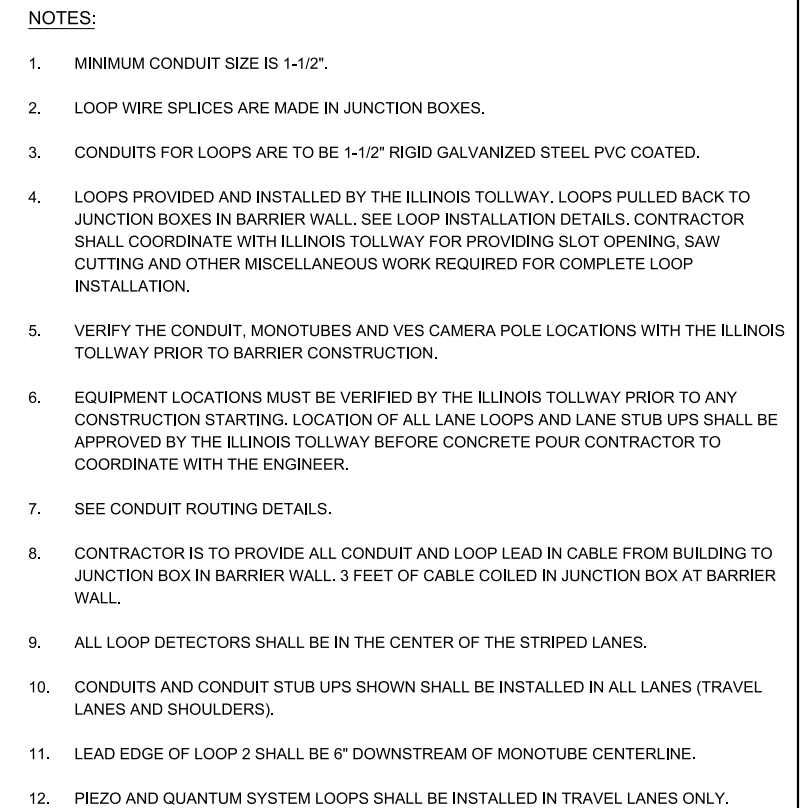 NOTES:
1. MINIMUM CONDUIT SIZE IS 1-1/2".
2. LOOP WIRE SPLICES ARE MADE IN JUNCTION BOXES.
3. CONDUITS FOR LOOPS ARE TO BE 1-1/2" RIGID GALVANIZED STEEL PVC COATED.
4. LOOPS PROVIDED AND INSTALLED BY THE ILLINOIS TOLLWAY. LOOPS PULLED BACK TO
JUNCTION BOXES IN BARRIER WALL. SEE LOOP INSTALLATION DETAILS. CONTRACTOR
SHALL COORDINATE WITH ILLINOIS TOLLWAY FOR PROVIDING SLOT OPENING, SAW
CUTTING AND OTHER MISCELLANEOUS WORK REQUIRED FOR COMPLETE LOOP
INSTALLATION.
5. VERIFY THE CONDUIT, MONOTUBES AND VES CAMERA POLE LOCATIONS WITH THE ILLINOIS
TOLLWAY PRIOR TO BARRIER CONSTRUCTION.
6. EQUIPMENT LOCATIONS MUST BE VERIFIED BY THE ILLINOIS TOLLWAY PRIOR TO ANY
CONSTRUCTION STARTING. LOCATION OF ALL LANE LOOPS AND LANE STUB UPS SHALL BE
APPROVED BY THE ILLINOIS TOLLWAY BEFORE CONCRETE POUR CONTRACTOR TO
COORDINATE WITH THE ENGINEER.
7. SEE CONDUIT ROUTING DETAILS.
8. CONTRACTOR IS TO PROVIDE ALL CONDUIT AND LOOP LEAD IN CABLE FROM BUILDING TO
JUNCTION BOX IN BARRIER WALL. 3 FEET OF CABLE COILED IN JUNCTION BOX AT BARRIER
WALL.
9. ALL LOOP DETECTORS SHALL BE IN THE CENTER OF THE STRIPED LANES.
10. CONDUITS AND CONDUIT STUB UPS SHOWN SHALL BE INSTALLED IN ALL LANES (TRAVEL
LANES AND SHOULDERS).
11. LEAD EDGE OF LOOP 2 SHALL BE 6" DOWNSTREAM OF MONOTUBE CENTERLINE.
12. PIEZO AND QUANTUM SYSTEM LOOPS SHALL BE INSTALLED IN TRAVEL LANES ONLY.